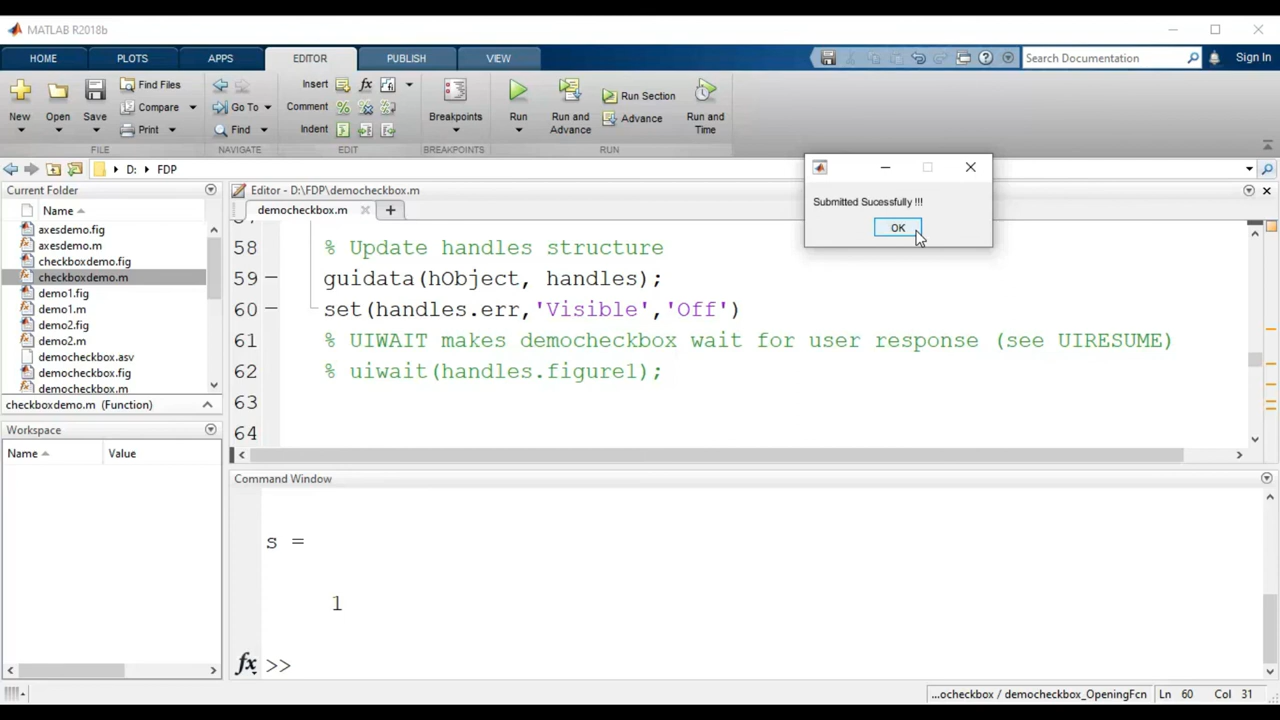 MATLAB R2018b
HOME
PLOTS
APPS
EDITOR
PUBLISH
VIEW
Search Documentation
Sign In
New
Open
Save
Find Files
Compare
Print
FILE
Go To
Find
NAVIGATE
Insert
fx
Comment
Indent
EDIT
Breakpoints
BREAKPOINTS
Run
Run and
Advance
Run Section
Advance
Run and
Time
RUN
D:
FDP
Current Folder
Name
axesdemo.fig
axesdemo.m
checkboxdemo.fig
checkboxdemo.m
demo1.fig
demo1.m
demo2.fig
demo2.m
democheckbox.asv
democheckbox.fig
democheckbox.m
checkboxdemo.m (Function)
Workspace
Name
Value
Editor - D:\FDP\democheckbox.m
democheckbox.m
57
58 % Update handles structure
59 guidata(hObject, handles);
60 set(handles.err,'Visible','Off')
61 % UIWAIT makes democheckbox wait for user response (see UIRESUME)
62 % uiwait(handles.figure1);
63
64
Submitted Sucessfully !!!
OK
Command Window
s =
1
fx >>
...ocheckbox / democheckbox_OpeningFcn
Ln 60 Col 31